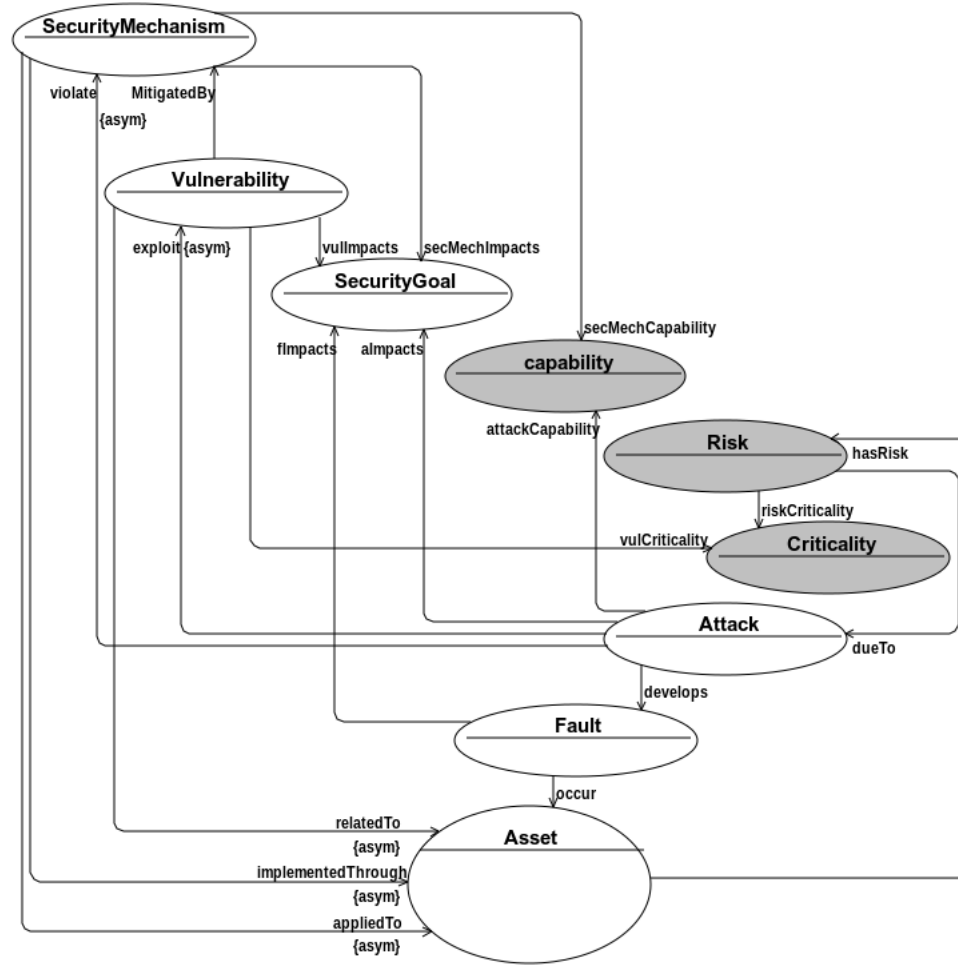 SecurityMechanism
violate
MitigatedBy
{asym}
Vulnerability
exploit{asym}
vulImpacts
secMechImpacts
SecurityGoal
fImpacts
aImpacts
secMechCapability
capability
attackCapability
Risk
hasRisk
riskCriticality
vulCriticality
Criticality
Attack
dueTo
develops
Fault
occur
relatedTo
{asym}
Asset
implementedThrough
{asym}
appliedTo
{asym}